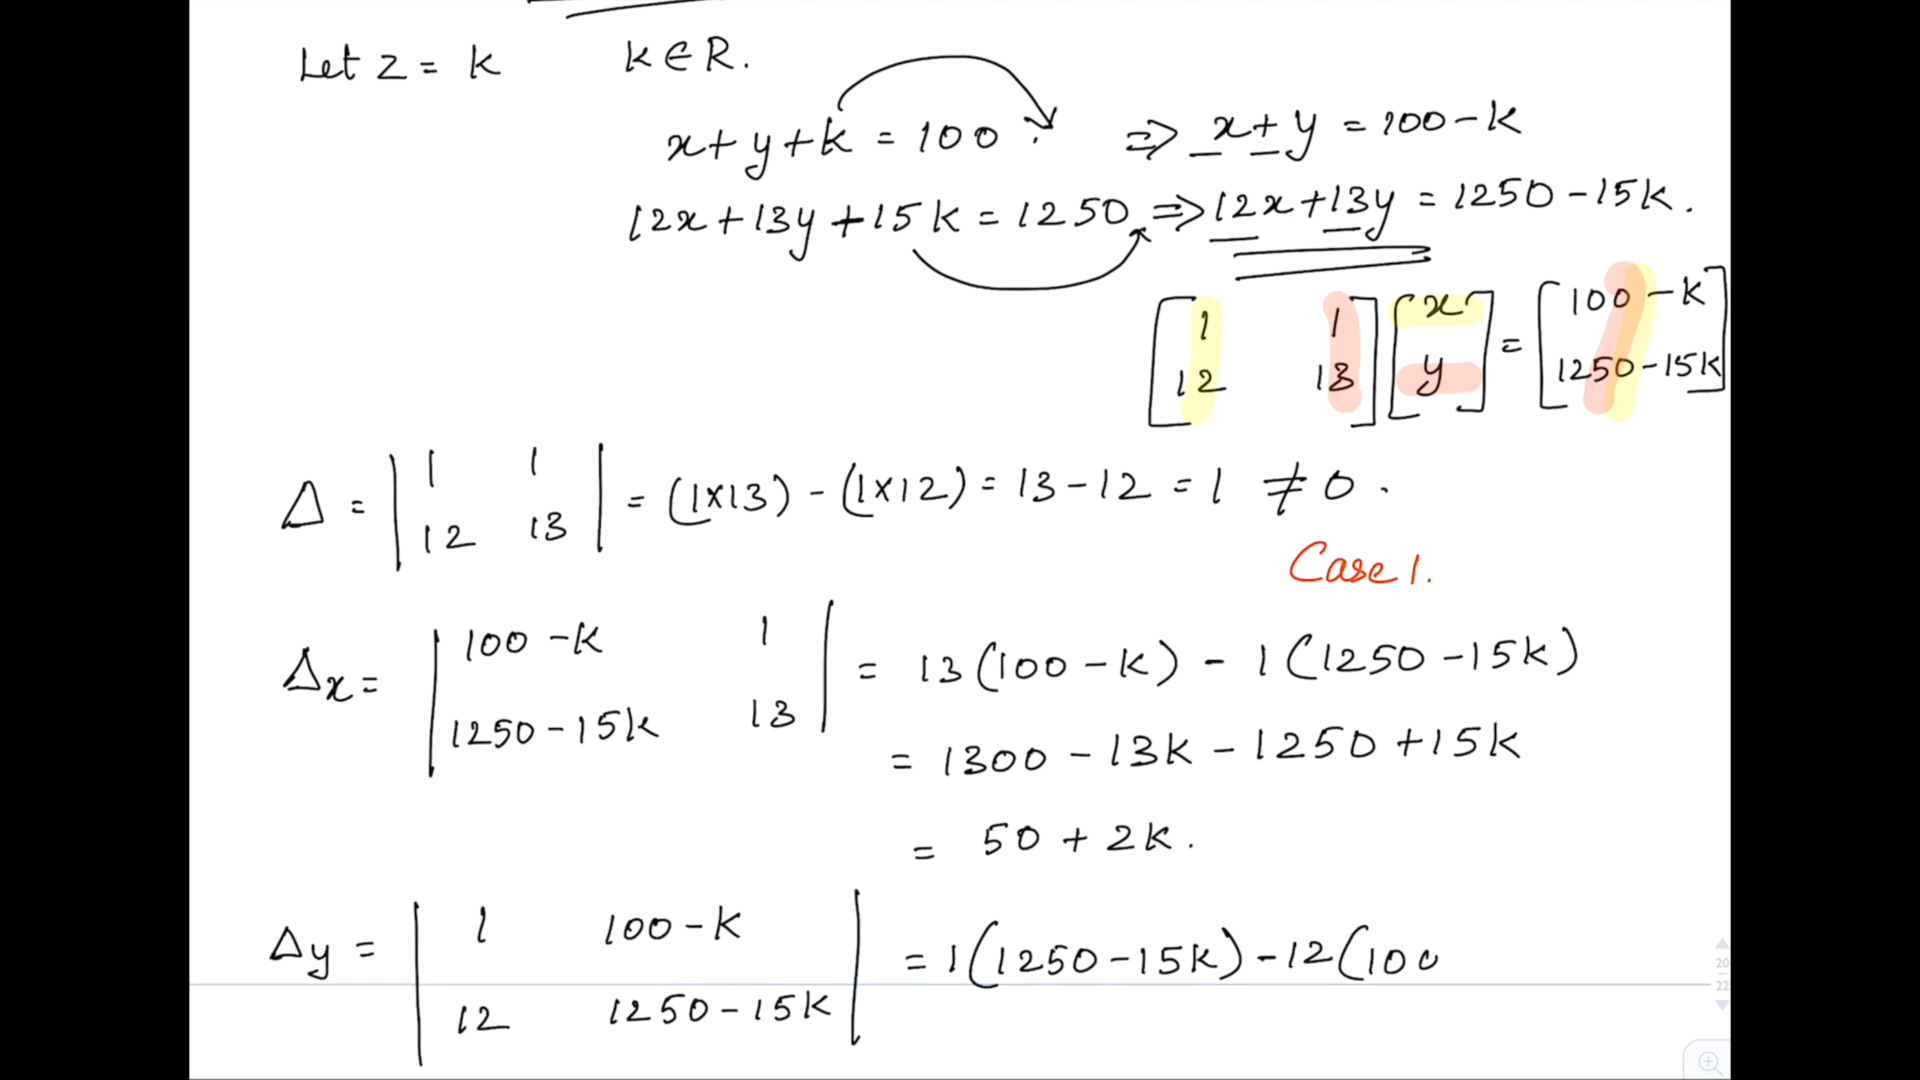 Let z = k k ∈ R.
x + y + k = 100 . ⇒ x + y = 100 - k
12x + 13y + 15k = 1250 ⇒ 12x + 13y = 1250 - 15k.
[ 1 1 ] [ x ] = [ 100 - k ]
[ 12 13 ] [ y ] [ 1250 - 15k ]
Δ = | 1 1 | = (1×13) - (1×12) = 13 - 12 = 1 ≠ 0 .
| 12 13 |
Case 1.
Δx = | 100 - k 1 | = 13(100 - k) - 1(1250 - 15k)
| 1250 - 15k 13 |
= 1300 - 13k - 1250 + 15k
= 50 + 2k.
Δy = | 1 100 - k | = 1(1250 - 15k) - 12(100
| 12 1250 - 15k |
20
22